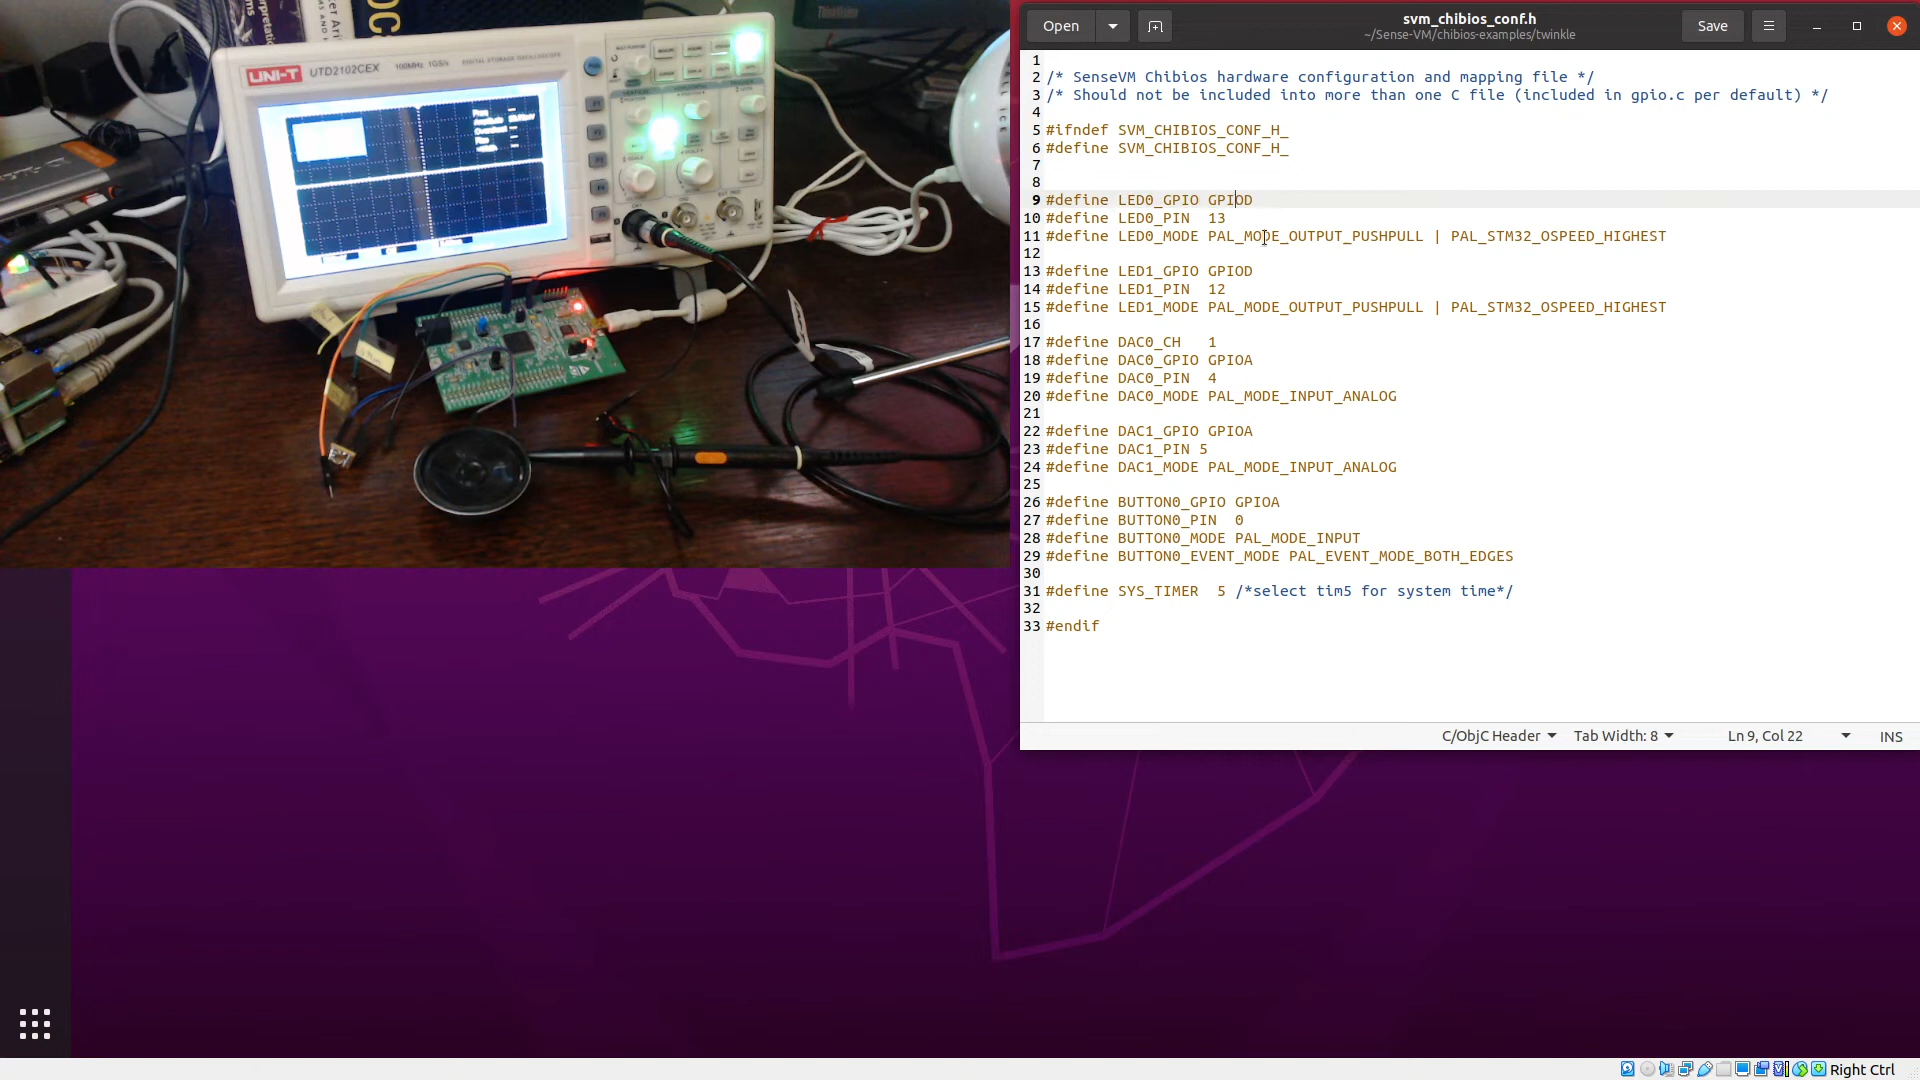 UNI-T UTD2102CEX 100MHz 1GS/s DIGITAL STORAGE OSCILLOSCOPE
ThinkVision
Open
svm_chibios_conf.h
~/Sense-VM/chibios-examples/twinkle
Save
1
2 /* SenseVM Chibios hardware configuration and mapping file */
3 /* Should not be included into more than one C file (included in gpio.c per default) */
4
5 #ifndef SVM_CHIBIOS_CONF_H_
6 #define SVM_CHIBIOS_CONF_H_
7
8
9 #define LED0_GPIO GPIOD
10 #define LED0_PIN  13
11 #define LED0_MODE PAL_MODE_OUTPUT_PUSHPULL | PAL_STM32_OSPEED_HIGHEST
12
13 #define LED1_GPIO GPIOD
14 #define LED1_PIN  12
15 #define LED1_MODE PAL_MODE_OUTPUT_PUSHPULL | PAL_STM32_OSPEED_HIGHEST
16
17 #define DAC0_CH   1
18 #define DAC0_GPIO GPIOA
19 #define DAC0_PIN  4
20 #define DAC0_MODE PAL_MODE_INPUT_ANALOG
21
22 #define DAC1_GPIO GPIOA
23 #define DAC1_PIN 5
24 #define DAC1_MODE PAL_MODE_INPUT_ANALOG
25
26 #define BUTTON0_GPIO GPIOA
27 #define BUTTON0_PIN  0
28 #define BUTTON0_MODE PAL_MODE_INPUT
29 #define BUTTON0_EVENT_MODE PAL_EVENT_MODE_BOTH_EDGES
30
31 #define SYS_TIMER  5 /*select tim5 for system time*/
32
33 #endif
C/ObjC Header Tab Width: 8 Ln 9, Col 22 INS
Right Ctrl